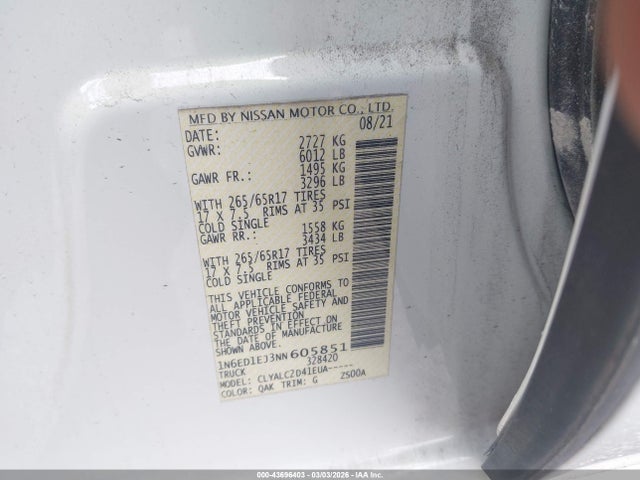 MFD BY NISSAN MOTOR CO., LTD.
DATE: 08/21
GVWR: 2727 KG
6012 LB
GAWR FR.: 1495 KG
3296 LB
WITH 265/65R17 TIRES
17 X 7.5 RIMS AT 35 PSI
COLD SINGLE
GAWR RR.: 1558 KG
3434 LB
WITH 265/65R17 TIRES
17 X 7.5 RIMS AT 35 PSI
COLD SINGLE
THIS VEHICLE CONFORMS TO
ALL APPLICABLE FEDERAL
MOTOR VEHICLE SAFETY AND
THEFT PREVENTION
STANDARDS IN EFFECT ON
THE DATE OF MANUFACTURE
SHOWN ABOVE.
1N6ED1EJ3NN605851
TRUCK 328420
MODEL: CLYALCZD41EUA-----
COLOR: QAK TRIM: G ZS00A
000-43696403 - 03/03/2026 - IAA Inc.